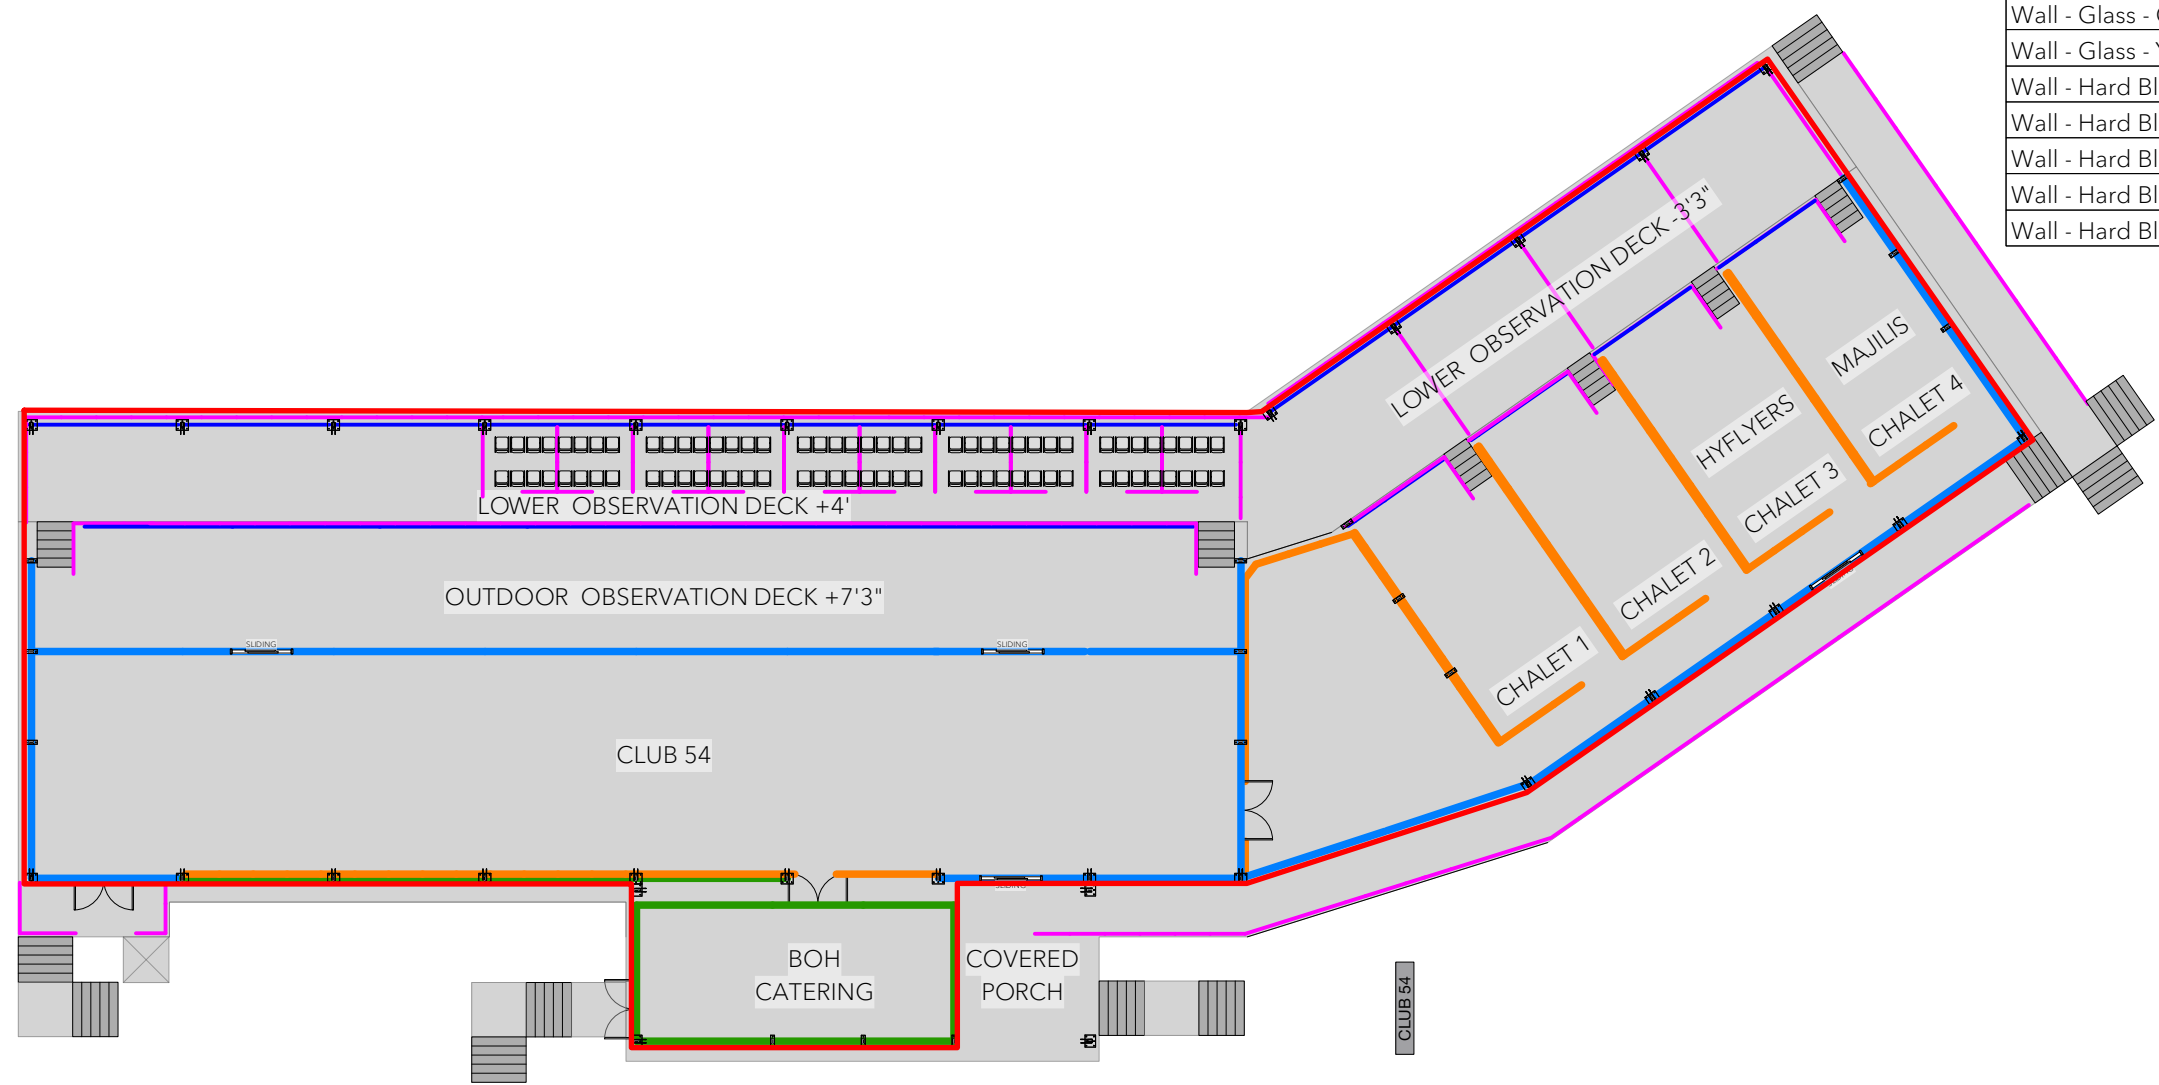 Wall - Glass -
Wall - Glass -
Wall - Hard Bl
Wall - Hard Bl
Wall - Hard Bl
Wall - Hard Bl
Wall - Hard Bl
LOWER OBSERVATION DECK -3'3"
MAJILIS
CHALET 4
HYFLYERS
CHALET 3
CHALET 2
CHALET 1
LOWER OBSERVATION DECK +4'
OUTDOOR OBSERVATION DECK +7'3"
SLIDING
SLIDING
CLUB 54
SLIDING
BOH
CATERING
COVERED
PORCH
CLUB 54